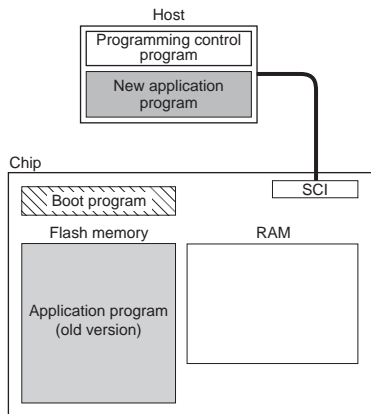 Host
Programming control
program
New application
program
Chip
SCI
Boot program
Flash memory
RAM
Application program
(old version)